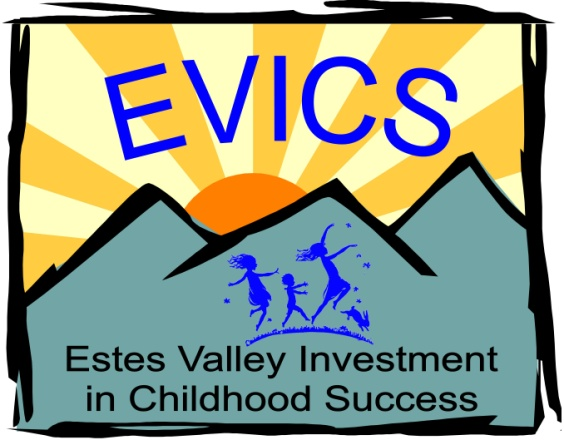 EVICS
Estes Valley Investment
in Childhood Success